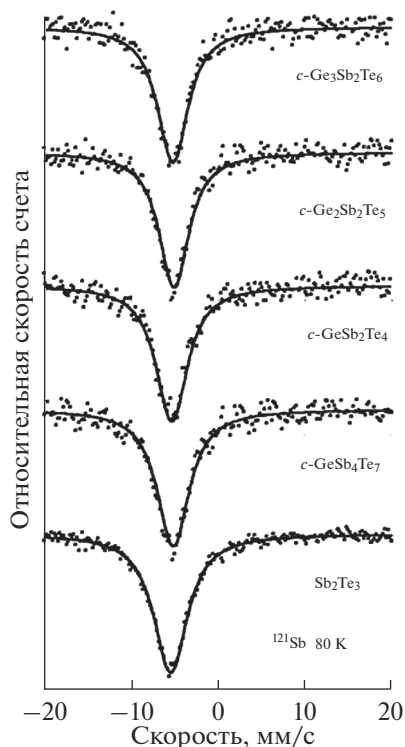 Относительная скорость счета
c-Ge₃Sb₂Te₆
c-Ge₂Sb₂Te₅
c-GeSb₂Te₄
c-GeSb₄Te₇
Sb₂Te₃
¹²¹Sb 80 K
−20 −10 0 10 20
Скорость, мм/с